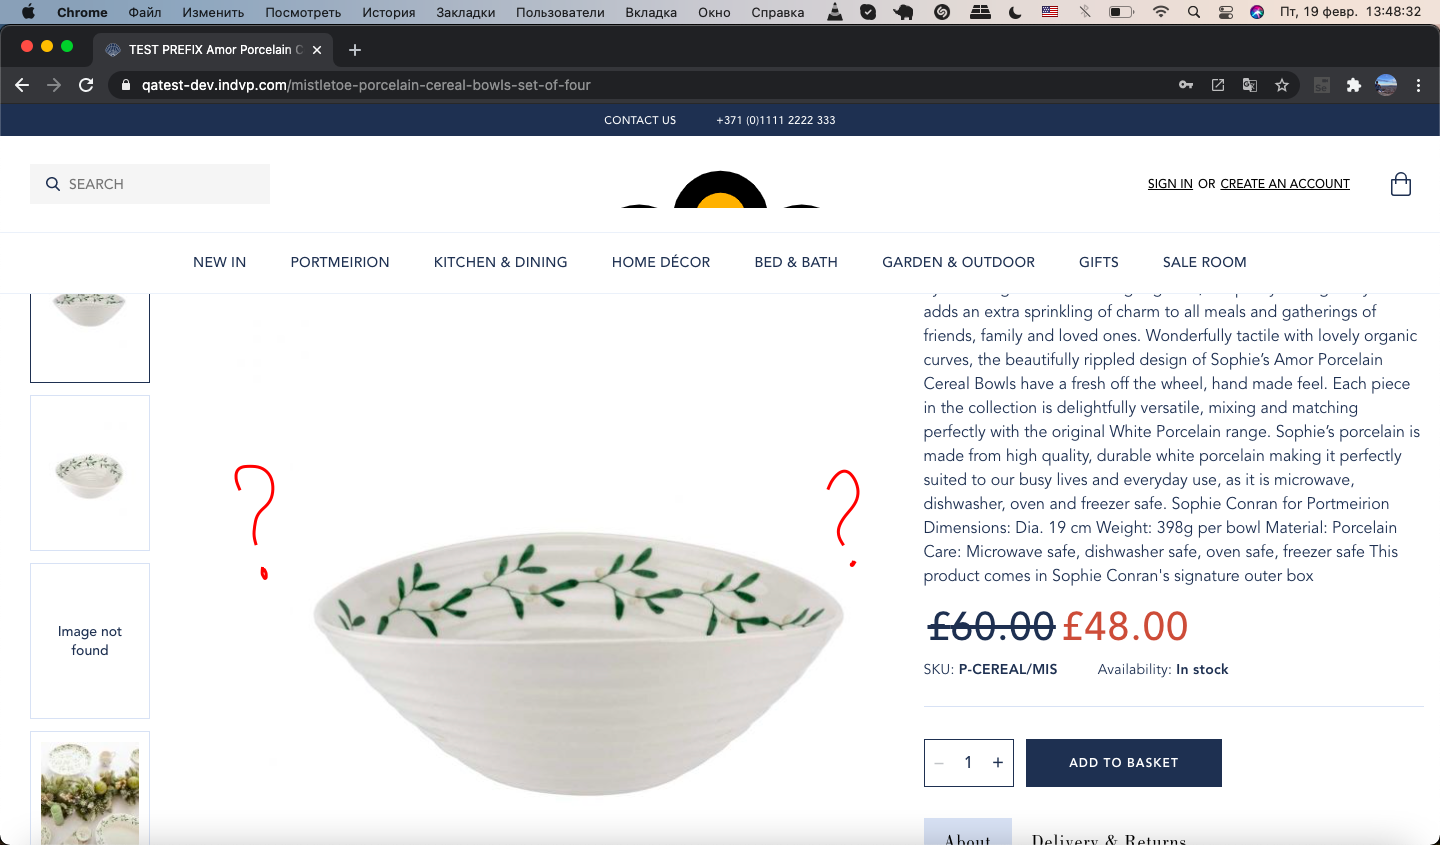 Chrome Файл Изменить Посмотреть История Закладки Пользователи Вкладка Окно Справка Пт, 19 февр. 13:48:32
TEST PREFIX Amor Porcelain C
qatest-dev.indvp.com/mistletoe-porcelain-cereal-bowls-set-of-four
CONTACT US +371 (0)1111 2222 333
SEARCH
SIGN IN OR CREATE AN ACCOUNT
NEW IN PORTMEIRION KITCHEN & DINING HOME DÉCOR BED & BATH GARDEN & OUTDOOR GIFTS SALE ROOM
adds an extra sprinkling of charm to all meals and gatherings of
friends, family and loved ones. Wonderfully tactile with lovely organic
curves, the beautifully rippled design of Sophie’s Amor Porcelain
Cereal Bowls have a fresh off the wheel, hand made feel. Each piece
in the collection is delightfully versatile, mixing and matching
perfectly with the original White Porcelain range. Sophie’s porcelain is
made from high quality, durable white porcelain making it perfectly
suited to our busy lives and everyday use, as it is microwave,
dishwasher, oven and freezer safe. Sophie Conran for Portmeirion
Dimensions: Dia. 19 cm Weight: 398g per bowl Material: Porcelain
Care: Microwave safe, dishwasher safe, oven safe, freezer safe This
product comes in Sophie Conran's signature outer box
? ?
Image not
found
£60.00 £48.00
SKU: P-CEREAL/MIS Availability: In stock
− 1 + ADD TO BASKET
About Delivery & Returns